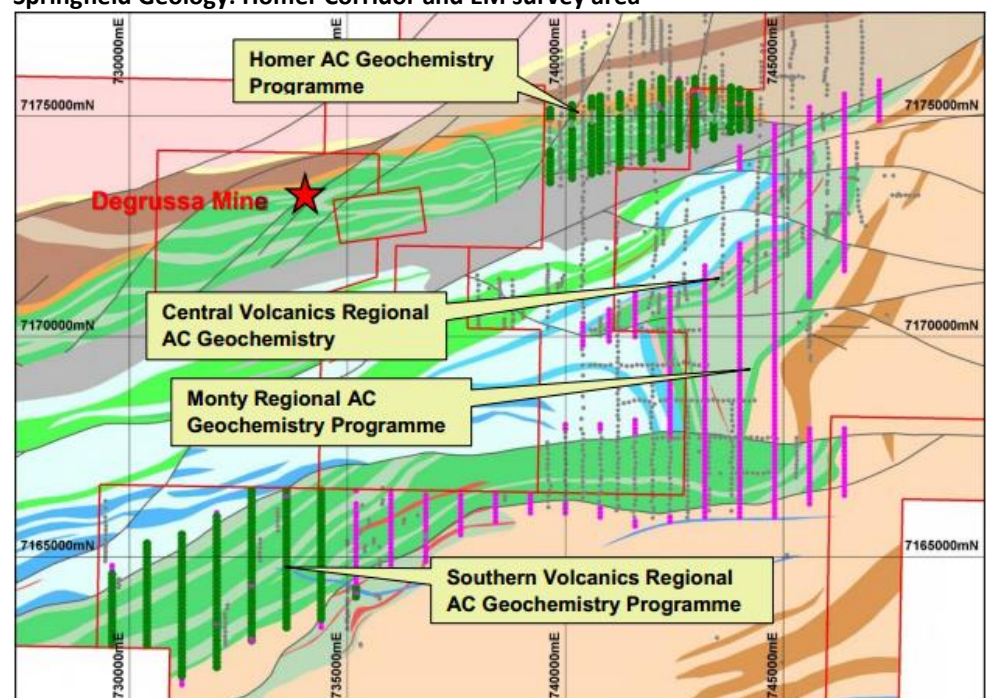 Springfield Geology: Homer Corridor and EM survey area
730000mE
mE
740000mE
745000mE
Homer AC Geochemistry
Programme
7175000mN
7175000mN
Degrussa Mine
Central Volcanics Regional
AC Geochemistry
7170000mN
7170000mN
Monty Regional AC
Geochemistry Programme
7165000mN
7165000mN
Southern Volcanics Regional
AC Geochemistry Programme
730000mE
735000mE
740000mE
745000mE